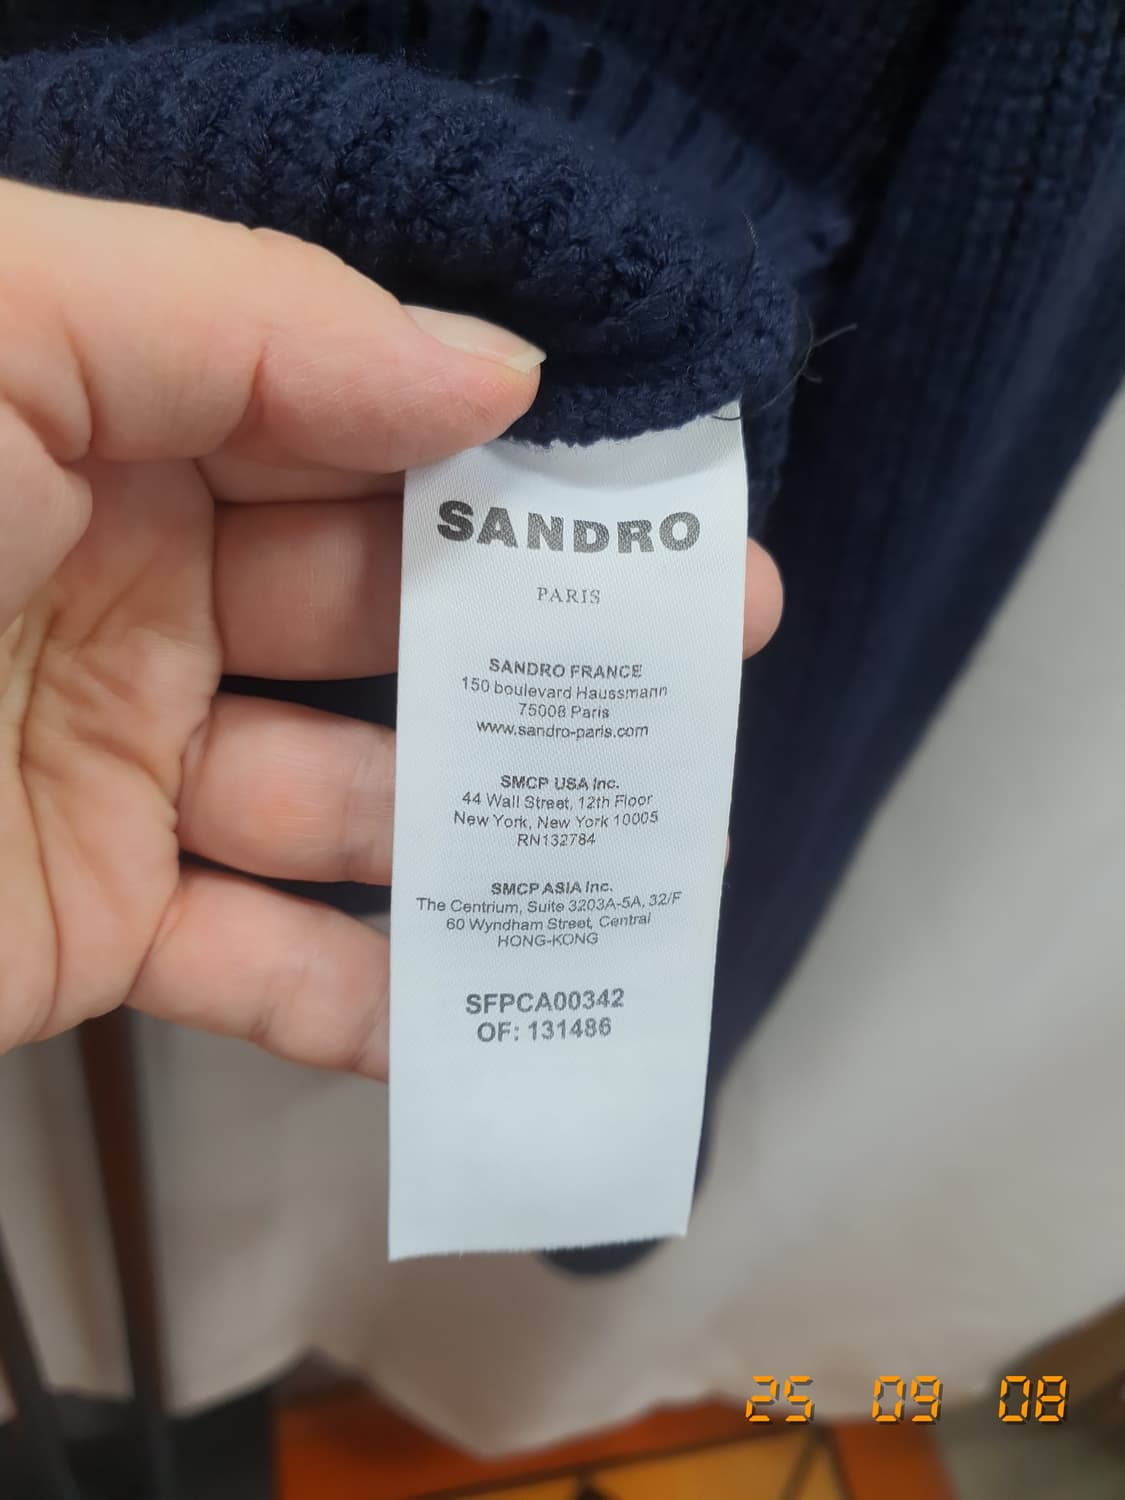 SANDRO
PARIS
SANDRO FRANCE
150 boulevard Haussmann
75008 Paris
www.sandro-paris.com
SMCP USA Inc.
44 Wall Street, 12th Floor
New York, New York 10005
RN132784
SMCP ASIA Inc.
The Centrium, Suite 3203A-5A, 32/F
60 Wyndham Street, Central
HONG-KONG
SFPCA00342
OF: 131486
25 09 08